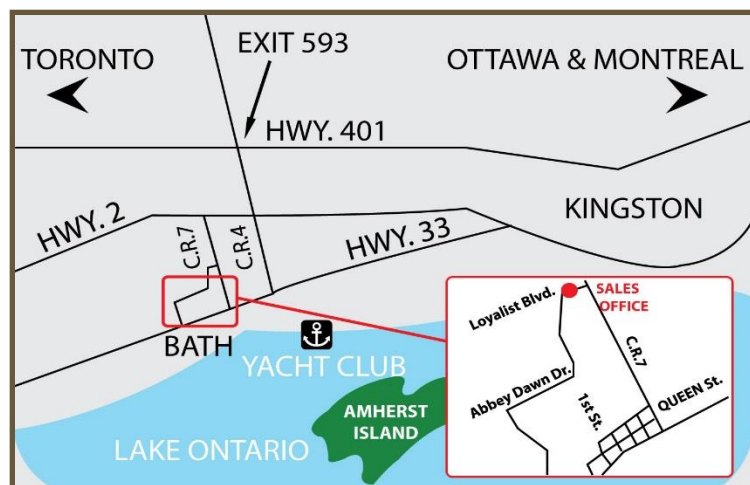 EXIT 593
TORONTO
OTTAWA & MONTREAL
HWY. 401
HWY. 2
C.R.7
C.R.4
HWY. 33
KINGSTON
BATH
YACHT CLUB
AMHERST
ISLAND
LAKE ONTARIO
Loyalist Blvd.
SALES
OFFICE
C.R.7
Abbey Dawn Dr.
1st St.
QUEEN St.